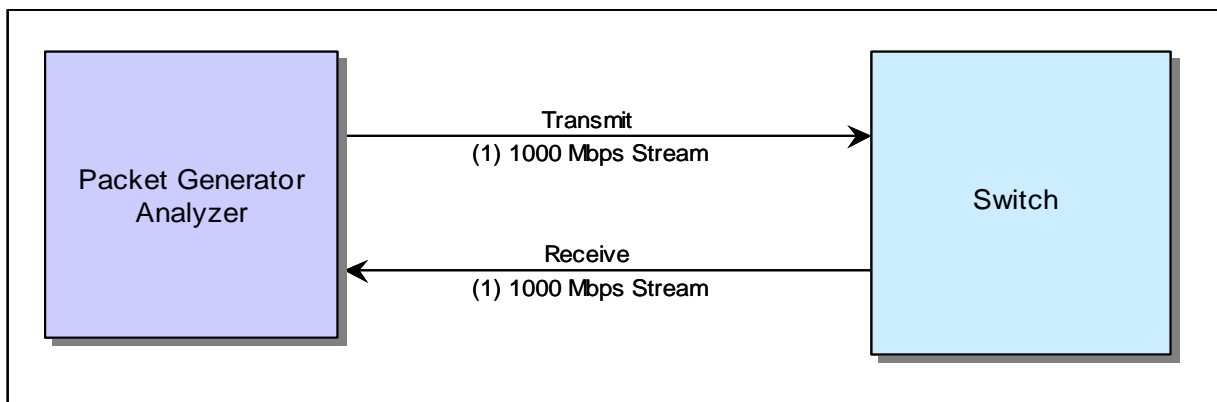 Packet Generator
Analyzer
Transmit
(1) 1000 Mbps Stream
Receive
(1) 1000 Mbps Stream
Switch